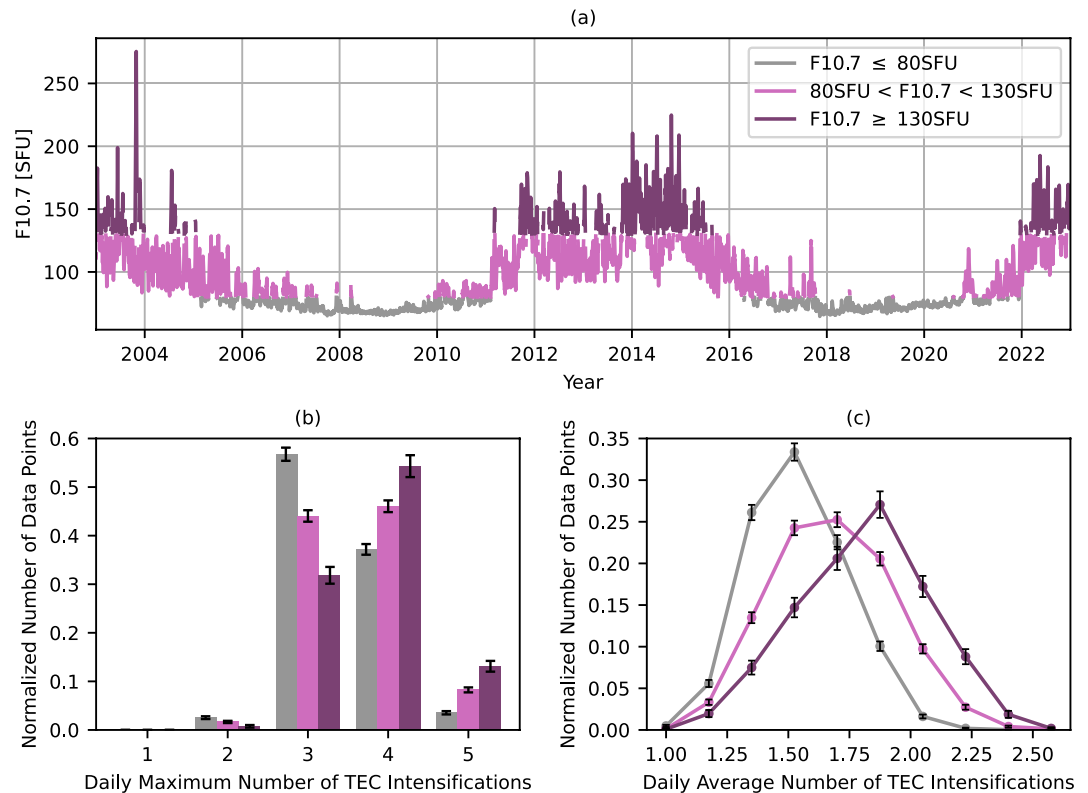 (a)
F10.7 [SFU]
250
200
150
100
F10.7 ≤ 80SFU
80SFU < F10.7 < 130SFU
F10.7 ≥ 130SFU
2004 2006 2008 2010 2012 2014 2016 2018 2020 2022
Year
(b)
Normalized Number of Data Points
0.6
0.5
0.4
0.3
0.2
0.1
0.0
1 2 3 4 5
Daily Maximum Number of TEC Intensifications
(c)
Normalized Number of Data Points
0.35
0.30
0.25
0.20
0.15
0.10
0.05
0.00
1.00 1.25 1.50 1.75 2.00 2.25 2.50
Daily Average Number of TEC Intensifications